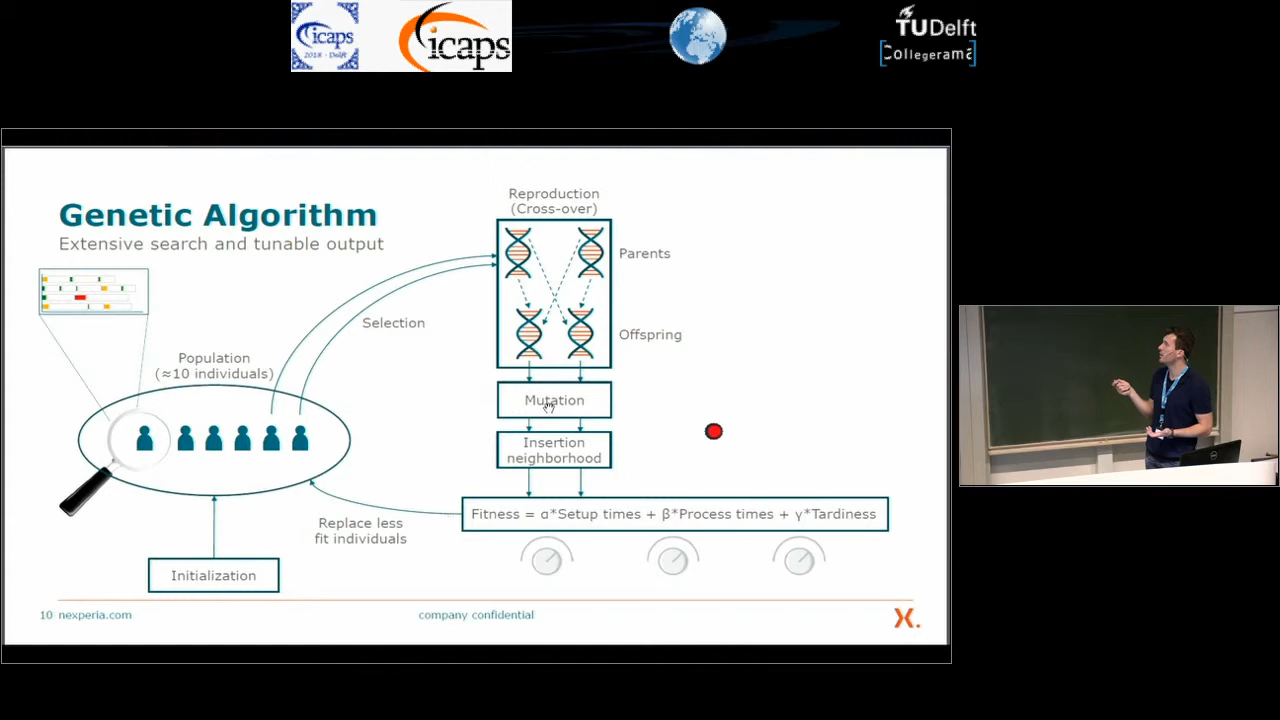 icaps
2018 - Delft
icaps
TUDelft
Collegerama
Genetic Algorithm
Extensive search and tunable output
Reproduction
(Cross-over)
Parents
Offspring
Selection
Population
(≈10 individuals)
Mutation
Insertion
neighborhood
Fitness = α*Setup times + β*Process times + γ*Tardiness
Replace less
fit individuals
Initialization
10 nexperia.com
company confidential
X.